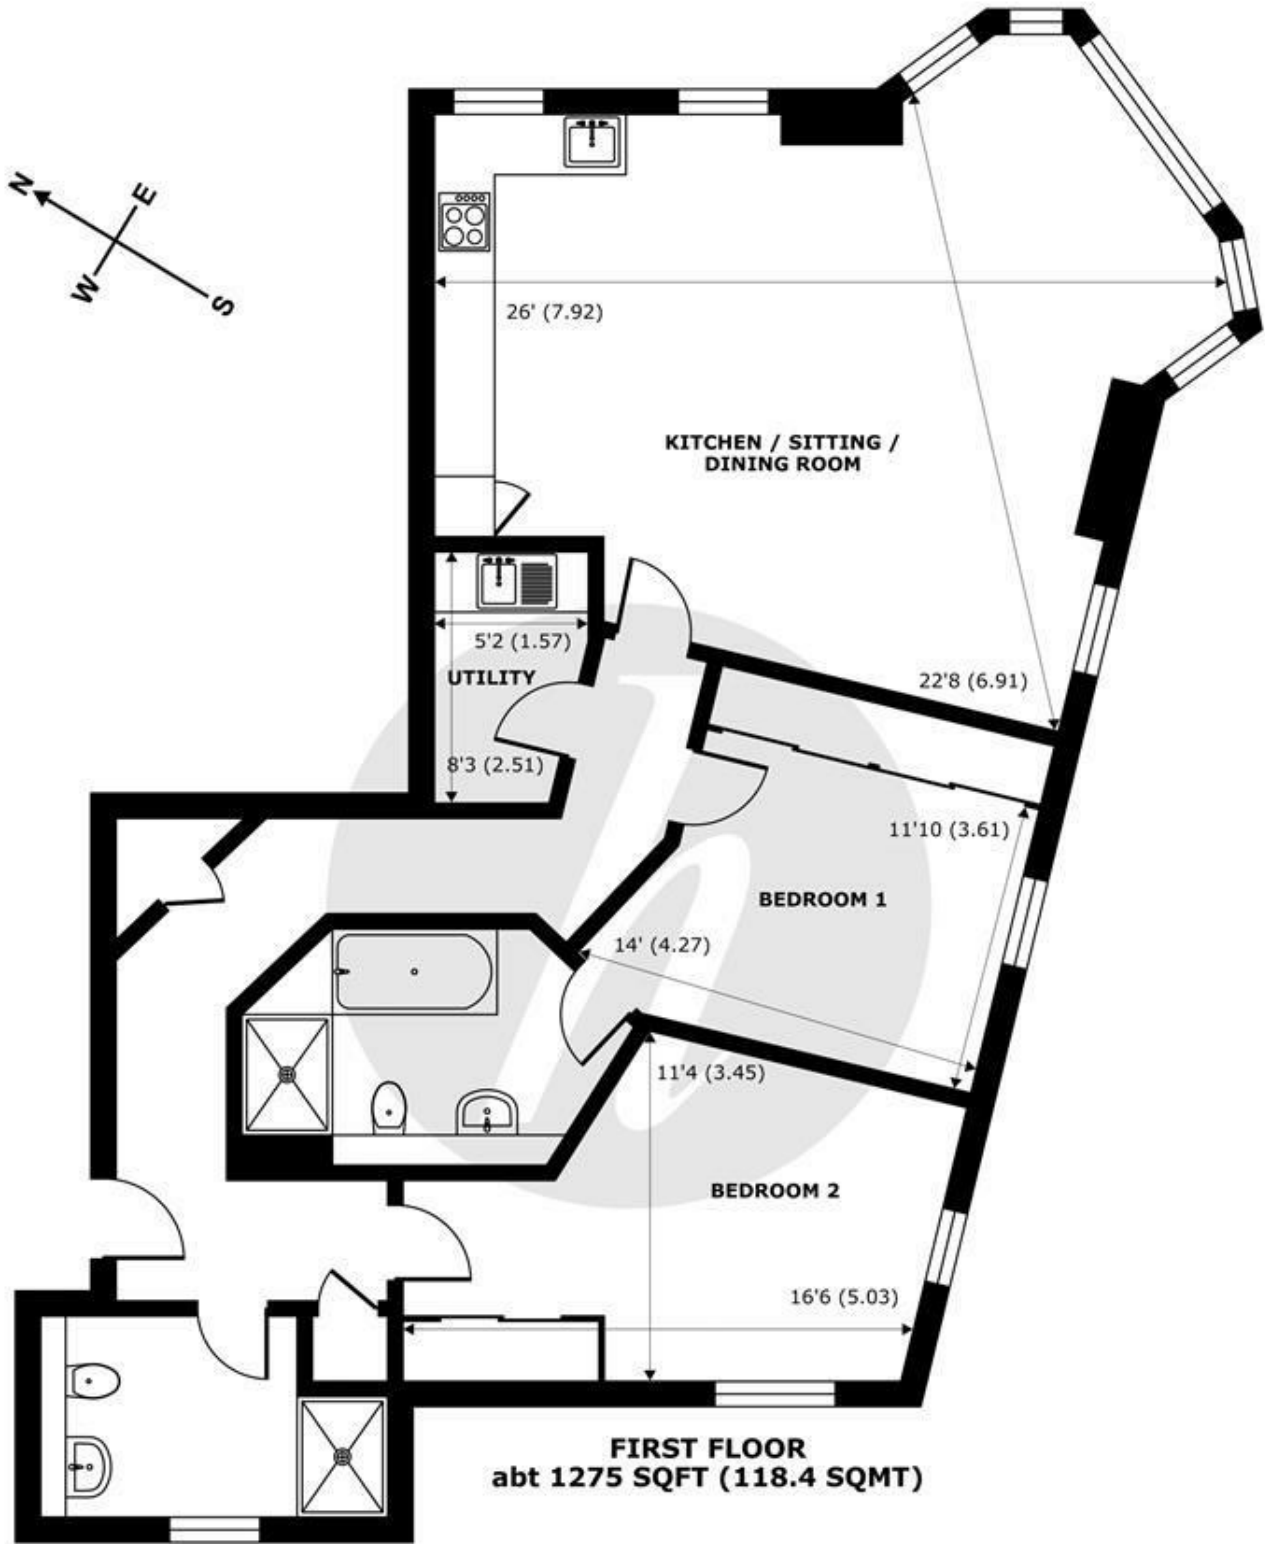 N
E
W
S
26' (7.92)
KITCHEN / SITTING /
DINING ROOM
5'2 (1.57)
UTILITY
22'8 (6.91)
8'3 (2.51)
11'10 (3.61)
BEDROOM 1
14' (4.27)
11'4 (3.45)
BEDROOM 2
16'6 (5.03)
FIRST FLOOR
abt 1275 SQFT (118.4 SQMT)
h